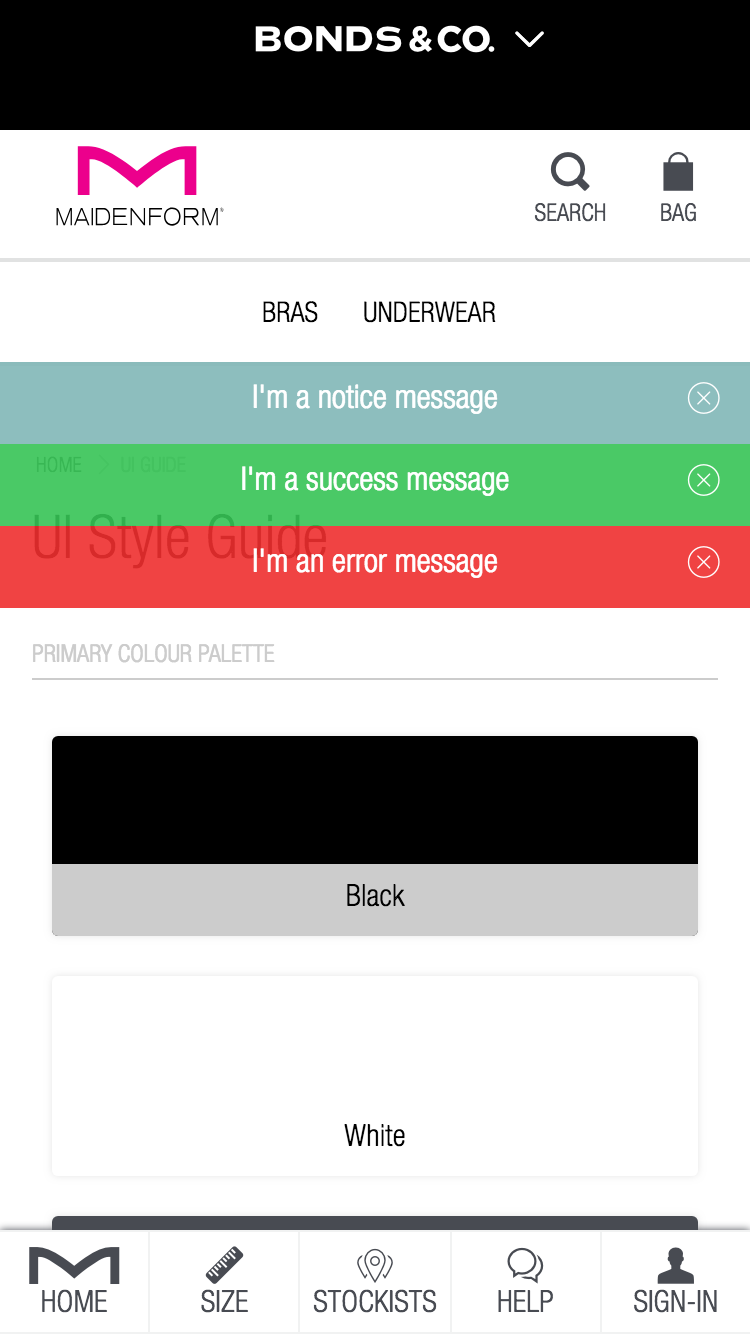 BONDS & CO.
MAIDENFORM®
SEARCH
BAG
BRAS UNDERWEAR
I'm a notice message
HOME > UI GUIDE
I'm a success message
UI Style Guide
I'm an error message
PRIMARY COLOUR PALETTE
Black
White
HOME
SIZE
STOCKISTS
HELP
SIGN-IN